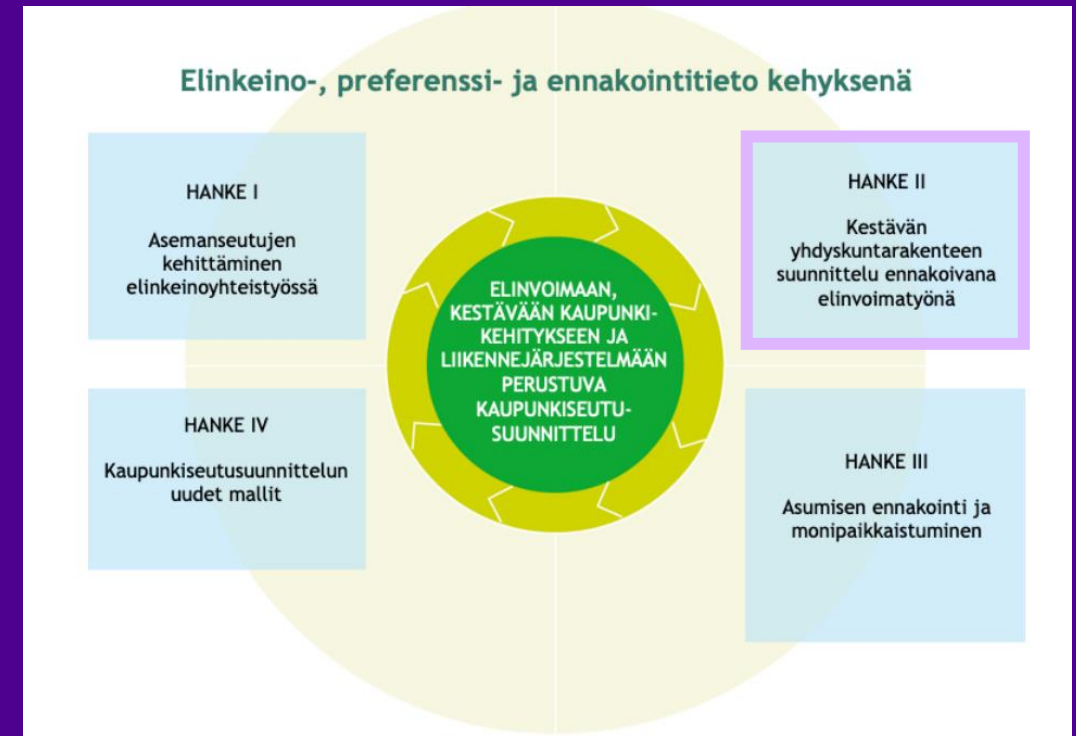 Elinkeino-, preferenssi- ja ennakointitieto kehyksenä
HANKE I
Asemanseutujen
kehittäminen
elinkeinoyhteistyössä
HANKE II
Kestävän
yhdyskuntarakenteen
suunnittelu ennakoivana
elinvoimatyönä
ELINVOIMAAN,
KESTÄVÄÄN KAUPUNKI-
KEHITYKSEEN JA
LIIKENNEJÄRJESTELMÄÄN
PERUSTUVA
KAUPUNKISEUTU-
SUUNNITTELU
HANKE IV
Kaupunkiseutusuunnittelun
uudet mallit
HANKE III
Asumisen ennakointi ja
monipaikkaistuminen